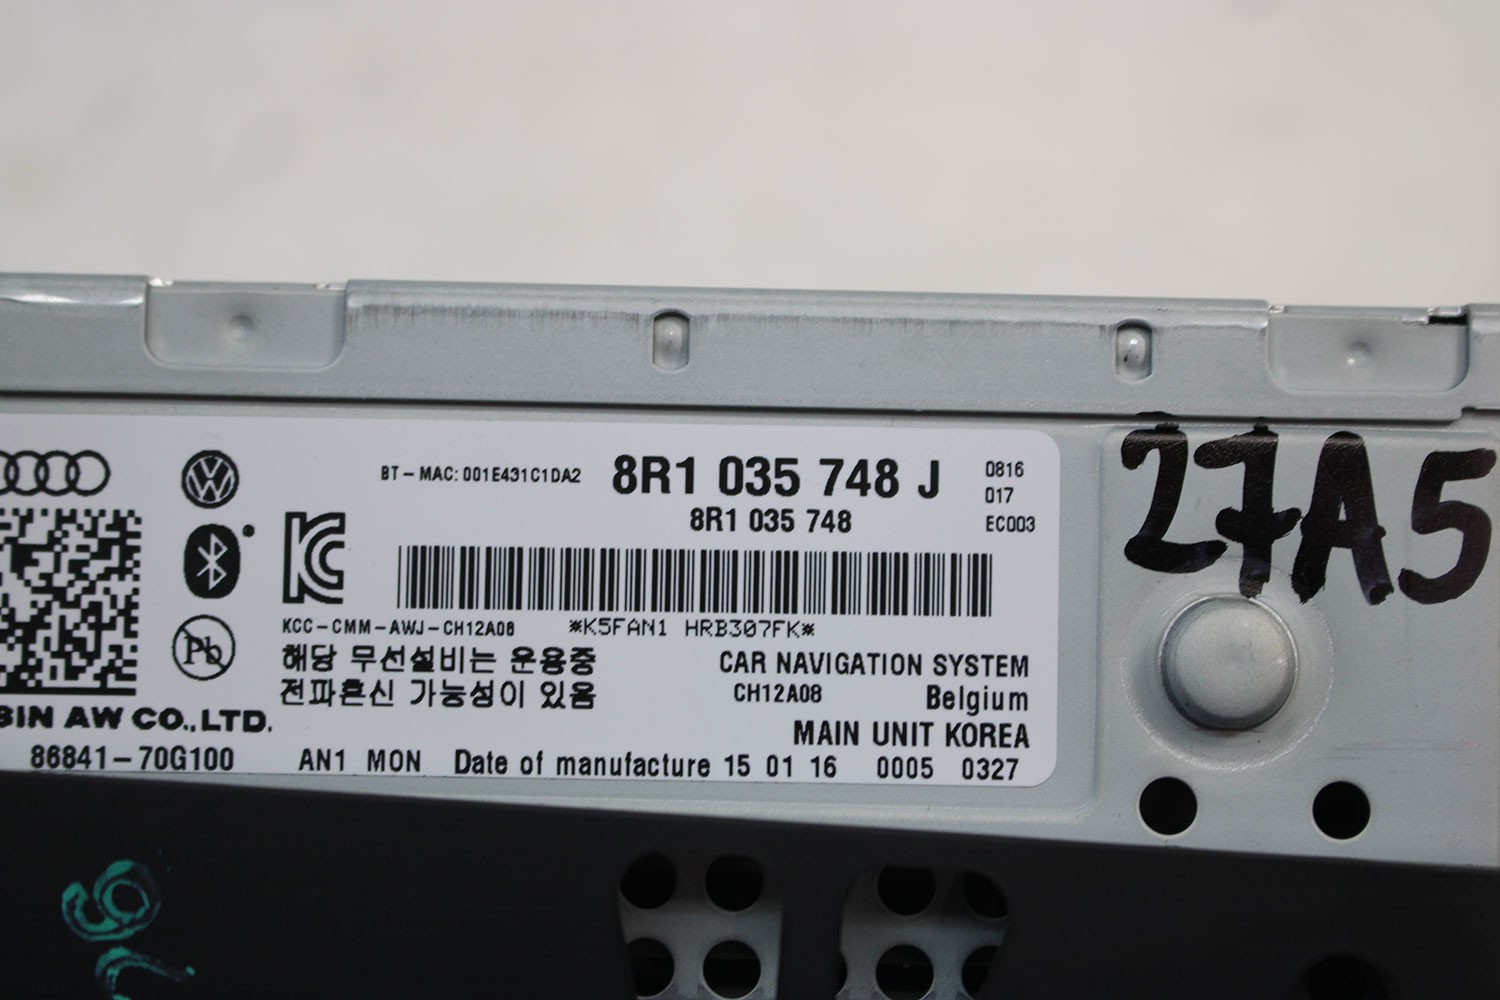 BT-MAC: 001E431C1DA2
8R1 035 748 J
8R1 035 748
0816
017
EC003
27A5
KCC-CMM-AWJ-CH12A08
*K5FAN1 HRB307FK*
해당 무선설비는 운용중
전파혼신 가능성이 있음
CAR NAVIGATION SYSTEM
CH12A08 Belgium
MAIN UNIT KOREA
SIN AW CO.,LTD.
86841-70G100 AN1 MON Date of manufacture 15 01 16 0005 0327
Pb